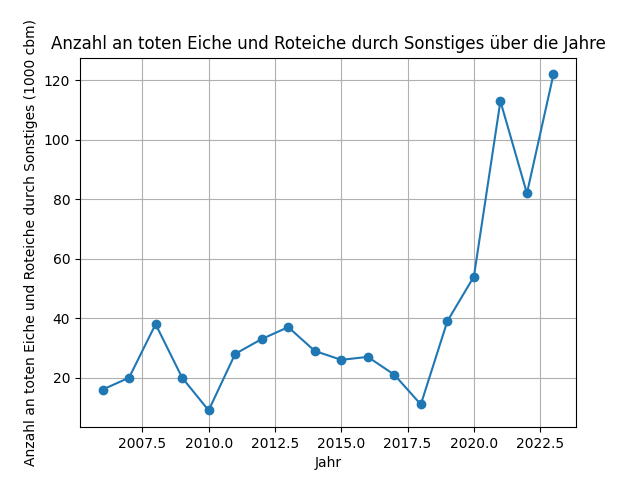 Anzahl an toten Eiche und Roteiche durch Sonstiges über die Jahre
Anzahl an toten Eiche und Roteiche durch Sonstiges (1000 cbm)
120
100
80
60
40
20
2007.5 2010.0 2012.5 2015.0 2017.5 2020.0 2022.5
Jahr